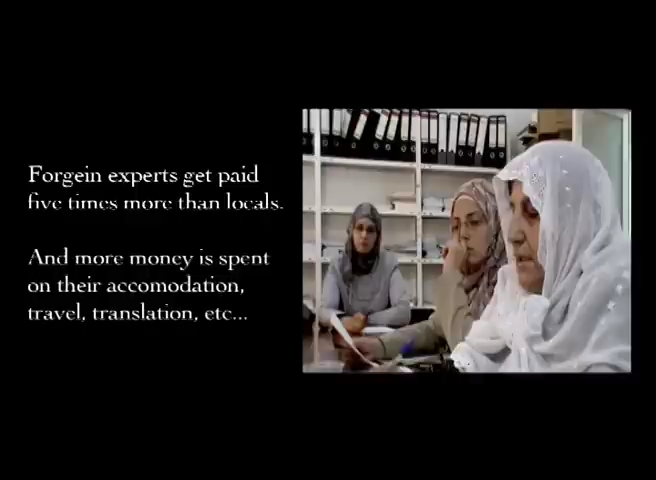 Forgein experts get paid
five times more than locals.
And more money is spent
on their accomodation,
travel, translation, etc...